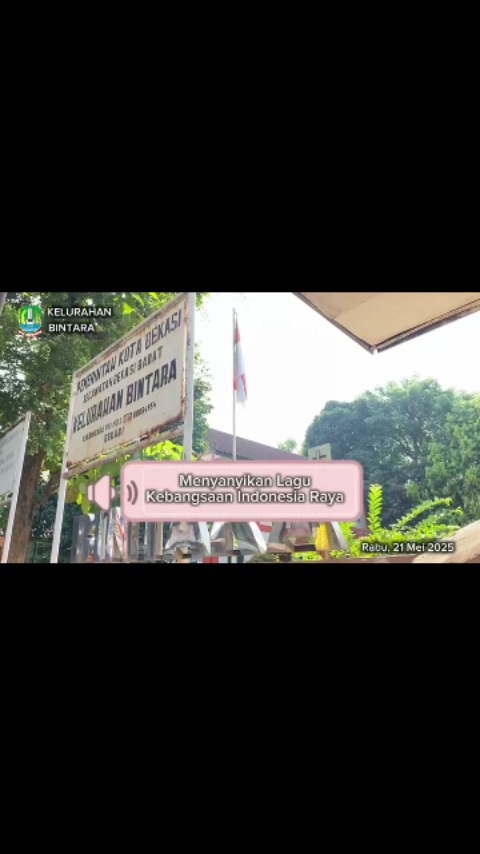 KELURAHAN
BINTARA
PEMERINTAH KOTA BEKASI
KECAMATAN BEKASI BARAT
KELURAHAN BINTARA
BEKASI
Menyanyikan Lagu
Kebangsaan Indonesia Raya
Rabu, 21 Mei 2025